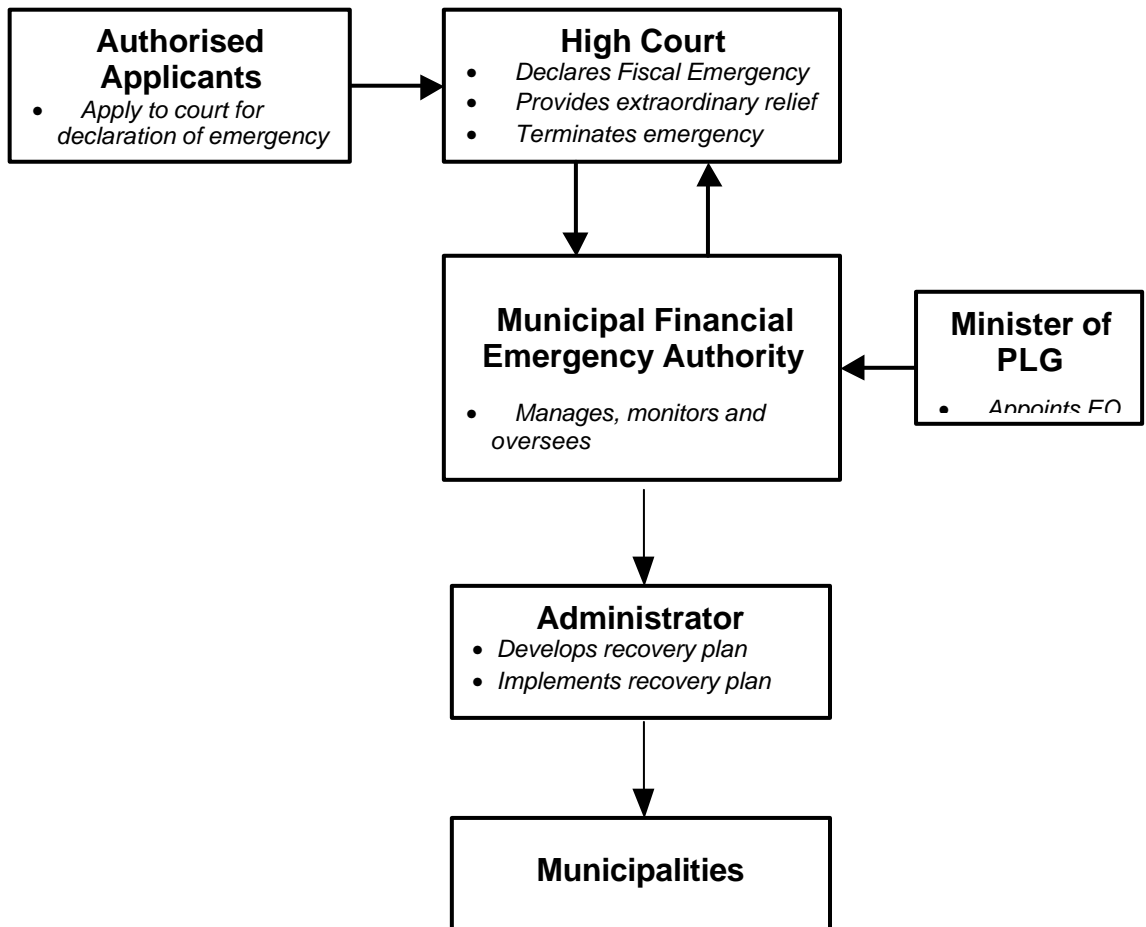 Authorised
Applicants
• Apply to court for
declaration of emergency
High Court
• Declares Fiscal Emergency
• Provides extraordinary relief
• Terminates emergency
Municipal Financial
Emergency Authority
• Manages, monitors and
oversees
Minister of
PLG
• Appoints
Administrator
• Develops recovery plan
• Implements recovery plan
Municipalities